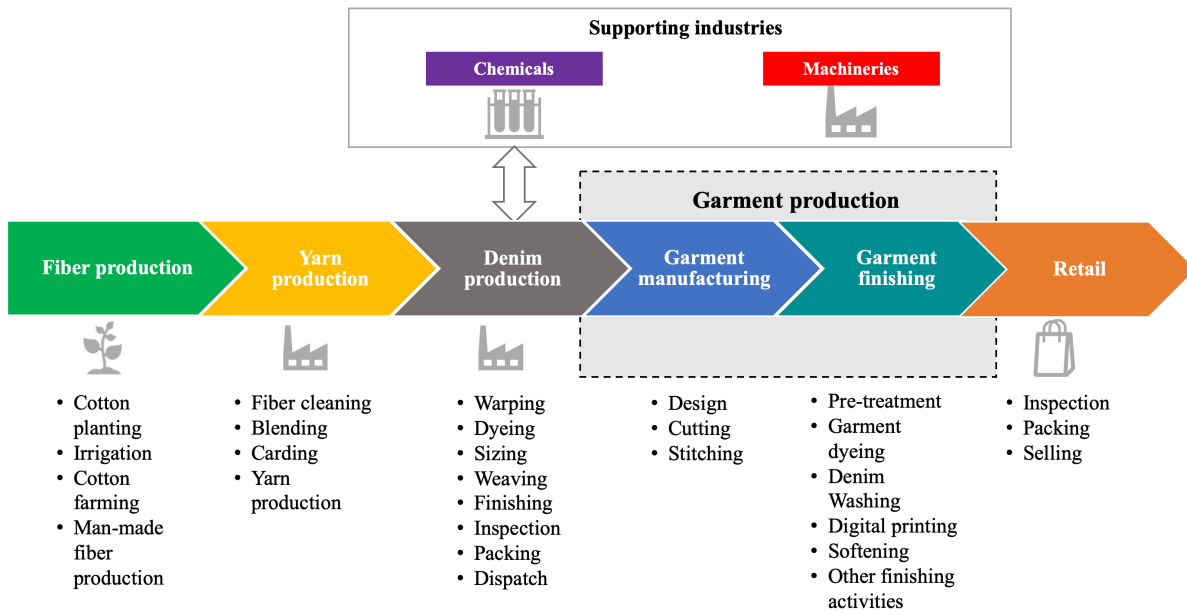 Supporting industries
Chemicals
Machineries
Garment production
Fiber production
Yarn
production
Denim
production
Garment
manufacturing
Garment
finishing
Retail
• Cotton
planting
• Irrigation
• Cotton
farming
• Man-made
fiber
production
• Fiber cleaning
• Blending
• Carding
• Yarn
production
• Warping
• Dyeing
• Sizing
• Weaving
• Finishing
• Inspection
• Packing
• Dispatch
• Design
• Cutting
• Stitching
• Pre-treatment
• Garment
dyeing
• Denim
Washing
• Digital printing
• Softening
• Other finishing
activities
• Inspection
• Packing
• Selling